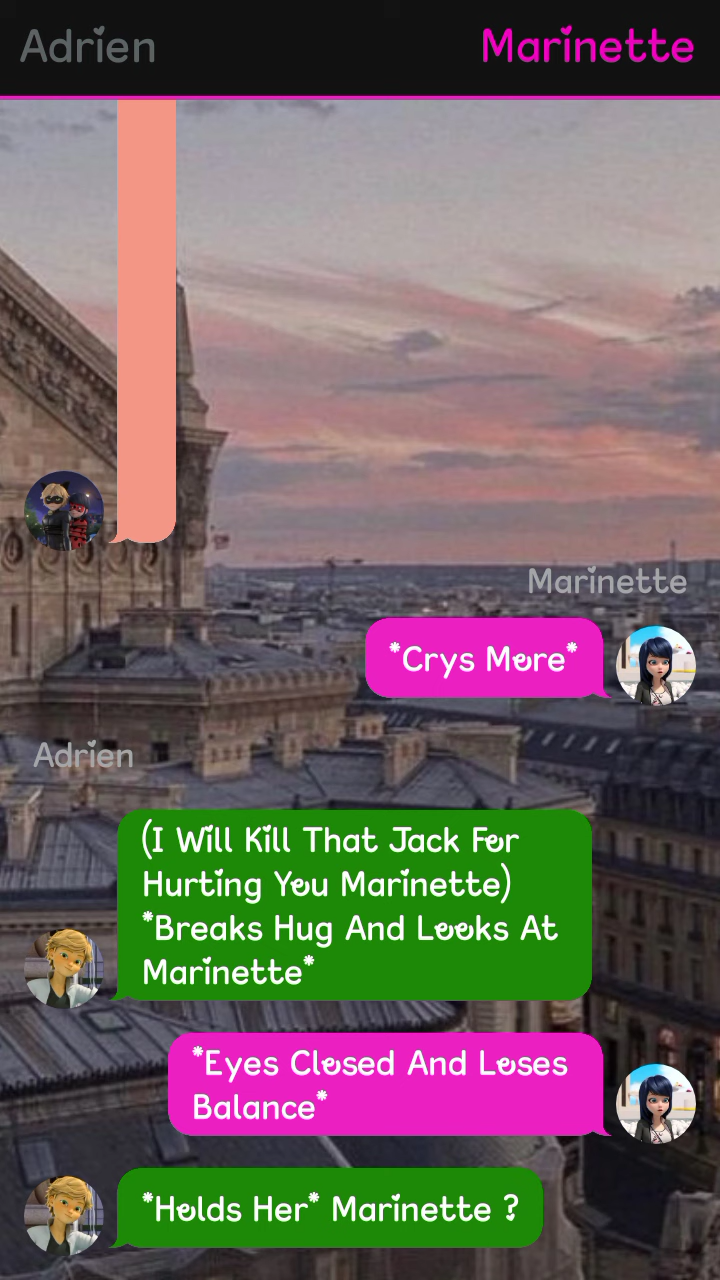 Adrien
Marinette
Marinette
*Crys More*
Adrien
(I Will Kill That Jack For
Hurting You Marinette)
*Breaks Hug And Looks At
Marinette*
*Eyes Closed And Loses
Balance*
*Holds Her* Marinette ?